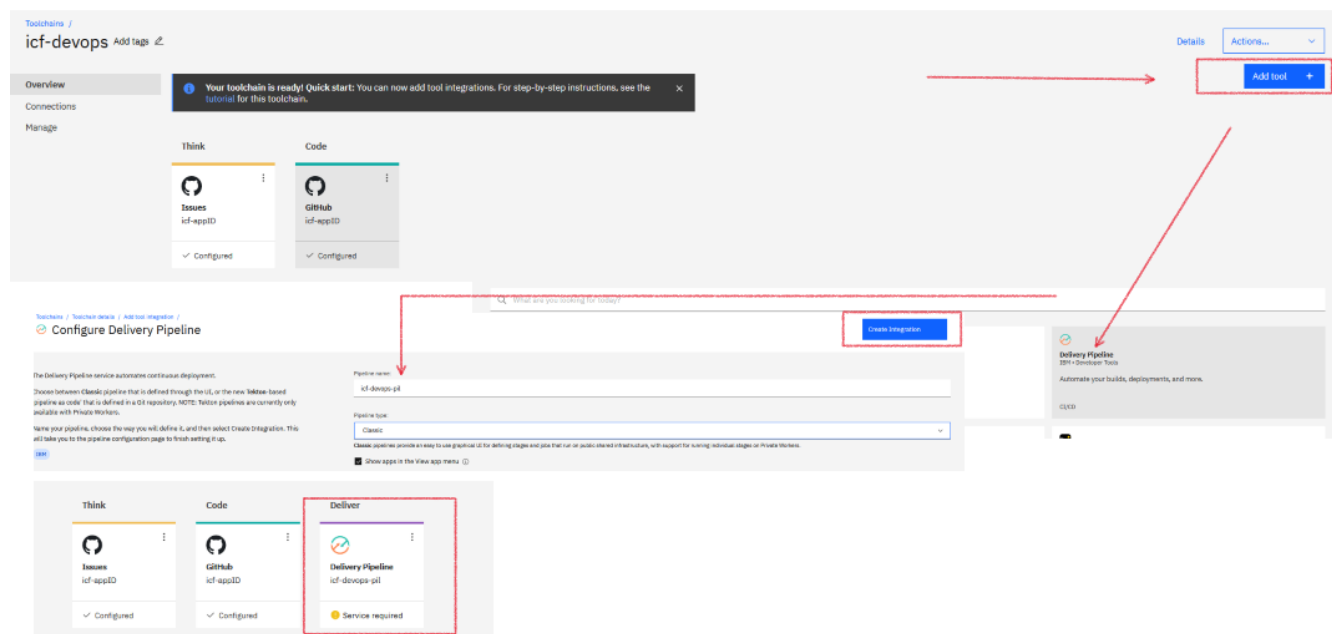 Toolchains /
icf-devops Add tags
Details
Actions...
Add tool +
Overview
Connections
Manage
Your toolchain is ready! Quick start: You can now add tool integrations. For step-by-step instructions, see the
tutorial for this toolchain.
Think
Code
Issues
icf-appID
Configured
GitHub
icf-appID
Configured
What are you looking for today?
Toolchains / Toolchain details / Add tool integration /
Configure Delivery Pipeline
Create Integration
The Delivery Pipeline service automates continuous deployment.
Choose between Classic pipeline that is defined through the UI, or the new Tekton-based
'pipeline as code' that is defined in a Git repository. NOTE: Tekton pipelines are currently only
available with Private Workers.
Name your pipeline, choose the way you will define it, and then select Create Integration. This
will take you to the pipeline configuration page to finish setting it up.
IBM
Pipeline name:
icf-devops-pil
Pipeline type:
Classic
Classic pipelines provide an easy to use graphical UI for defining stages and jobs that run on public shared infrastructure, with support for running individual stages on Private Workers.
Show apps in the View app menu
Delivery Pipeline
IBM • Developer Tools
Automate your builds, deployments, and more.
CI/CD
Think
Code
Deliver
Issues
icf-appID
Configured
GitHub
icf-appID
Configured
Delivery Pipeline
icf-devops-pil
Service required